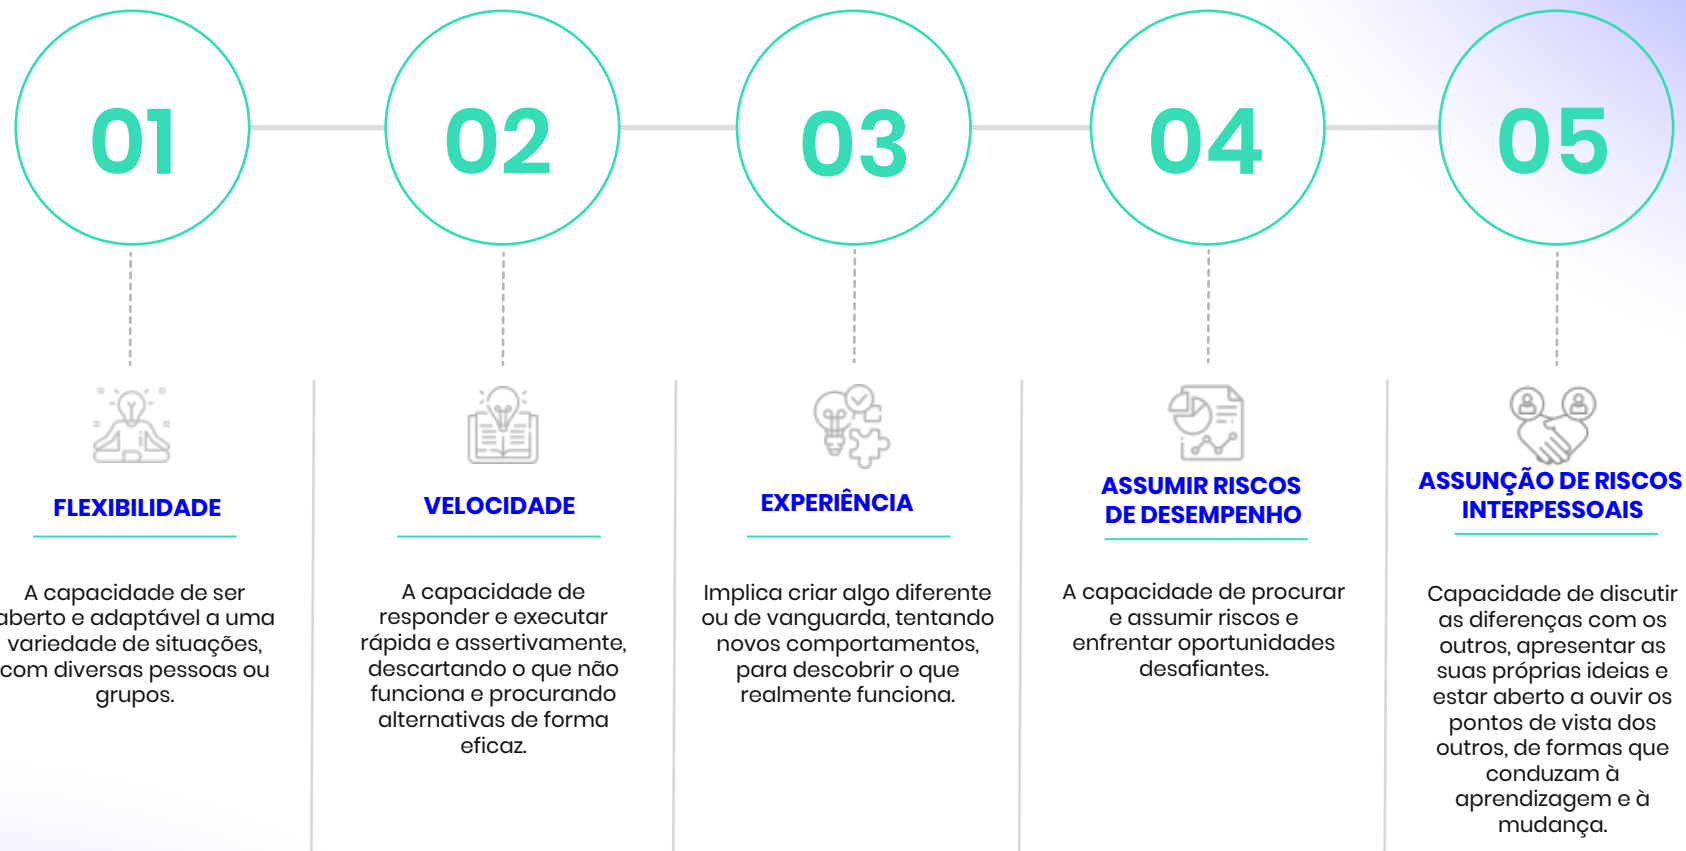 01
02
03
04
05
FLEXIBILIDADE
A capacidade de ser
aberto e adaptável a uma
variedade de situações,
com diversas pessoas ou
grupos.
VELOCIDADE
A capacidade de
responder e executar
rápida e assertivamente,
descartando o que não
funciona e procurando
alternativas de forma
eficaz.
EXPERIÊNCIA
Implica criar algo diferente
ou de vanguarda, tentando
novos comportamentos,
para descobrir o que
realmente funciona.
ASSUMIR RISCOS
DE DESEMPENHO
A capacidade de procurar
e assumir riscos e
enfrentar oportunidades
desafiantes.
ASSUNÇÃO DE RISCOS
INTERPESSOAIS
Capacidade de discutir
as diferenças com os
outros, apresentar as
suas próprias ideias e
estar aberto a ouvir os
pontos de vista dos
outros, de formas que
conduzam à
aprendizagem e à
mudança.